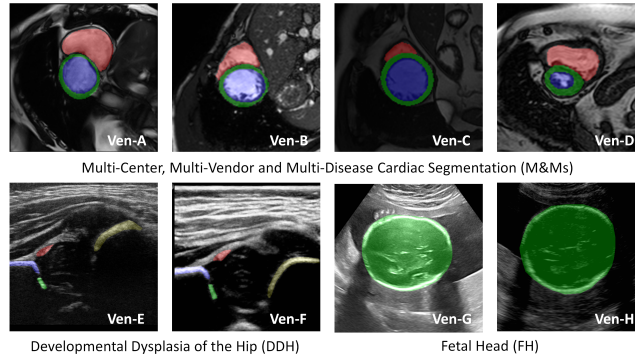 Ven-A Ven-B Ven-C Ven-D
Multi-Center, Multi-Vendor and Multi-Disease Cardiac Segmentation (M&Ms)
Ven-E Ven-F Ven-G Ven-H
Developmental Dysplasia of the Hip (DDH) Fetal Head (FH)